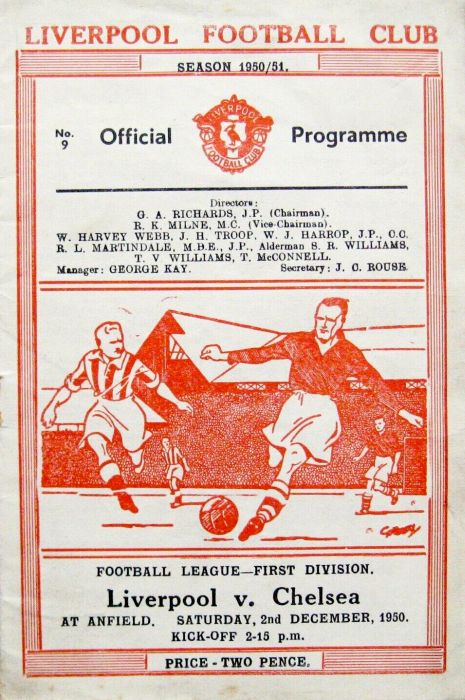 LIVERPOOL FOOTBALL CLUB
SEASON 1950/51.
No. 9
Official
LIVERPOOL
FOOTBALL CLUB
Programme
Directors:
G. A. RICHARDS, J.P. (Chairman).
R. K. MILNE, M.C. (Vice-Chairman).
W. HARVEY WEBB, J. H. TROOP, W. J. HARROP, J.P., C.C.
R. L. MARTINDALE, M.B.E., J.P., Alderman S. R. WILLIAMS,
T. V WILLIAMS, T. McCONNELL.
Manager: GEORGE KAY. Secretary: J. C. ROUSE.
FOOTBALL LEAGUE—FIRST DIVISION.
Liverpool v. Chelsea
AT ANFIELD. SATURDAY, 2nd DECEMBER, 1950.
KICK-OFF 2-15 p.m.
PRICE - TWO PENCE.